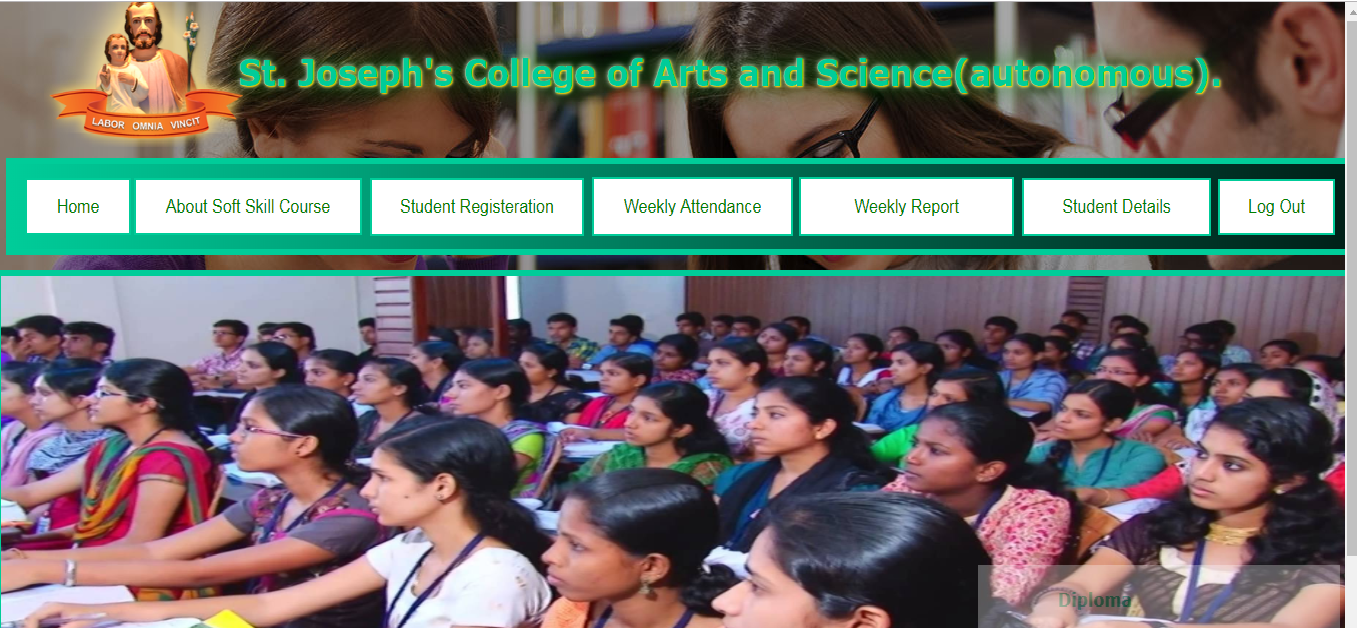 LABOR OMNIA VINCIT
St. Joseph's College of Arts and Science(autonomous).
Home About Soft Skill Course Student Registeration Weekly Attendance Weekly Report Student Details Log Out
Diploma